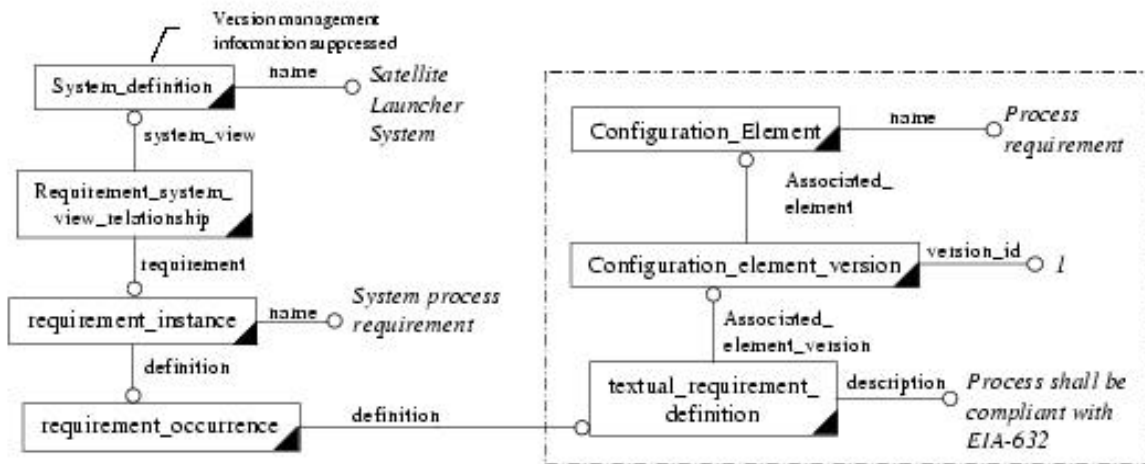 Version management
information suppressed
System_definition
name
Satellite
Launcher
System
system_view
Requirement_system_
view_relationship
requirement
requirement_instance
name
System process
requirement
definition
requirement_occurrence
definition
Configuration_Element
name
Process
requirement
Associated_
element
Configuration_element_version
version_id
1
Associated_
element_version
textual_requirement_
definition
description
Process shall be
compliant with
EIA-632